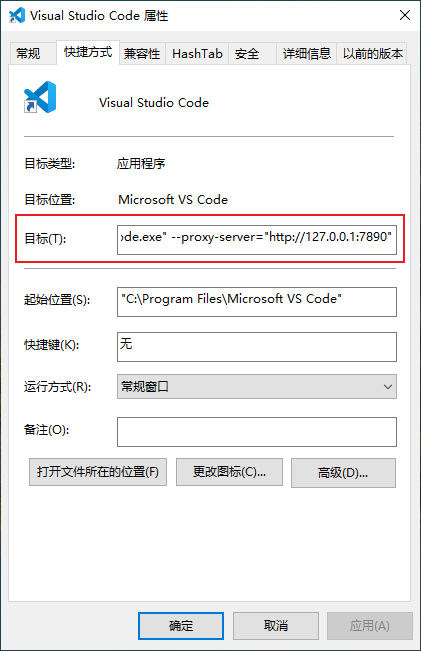 Visual Studio Code 属性
常规 快捷方式 兼容性 HashTab 安全 详细信息 以前的版本
Visual Studio Code
目标类型: 应用程序
目标位置: Microsoft VS Code
目标(T): ode.exe" --proxy-server="http://127.0.0.1:7890"
起始位置(S): "C:\Program Files\Microsoft VS Code"
快捷键(K): 无
运行方式(R): 常规窗口
备注(O):
打开文件所在的位置(F) 更改图标(C)... 高级(D)...
确定 取消 应用(A)